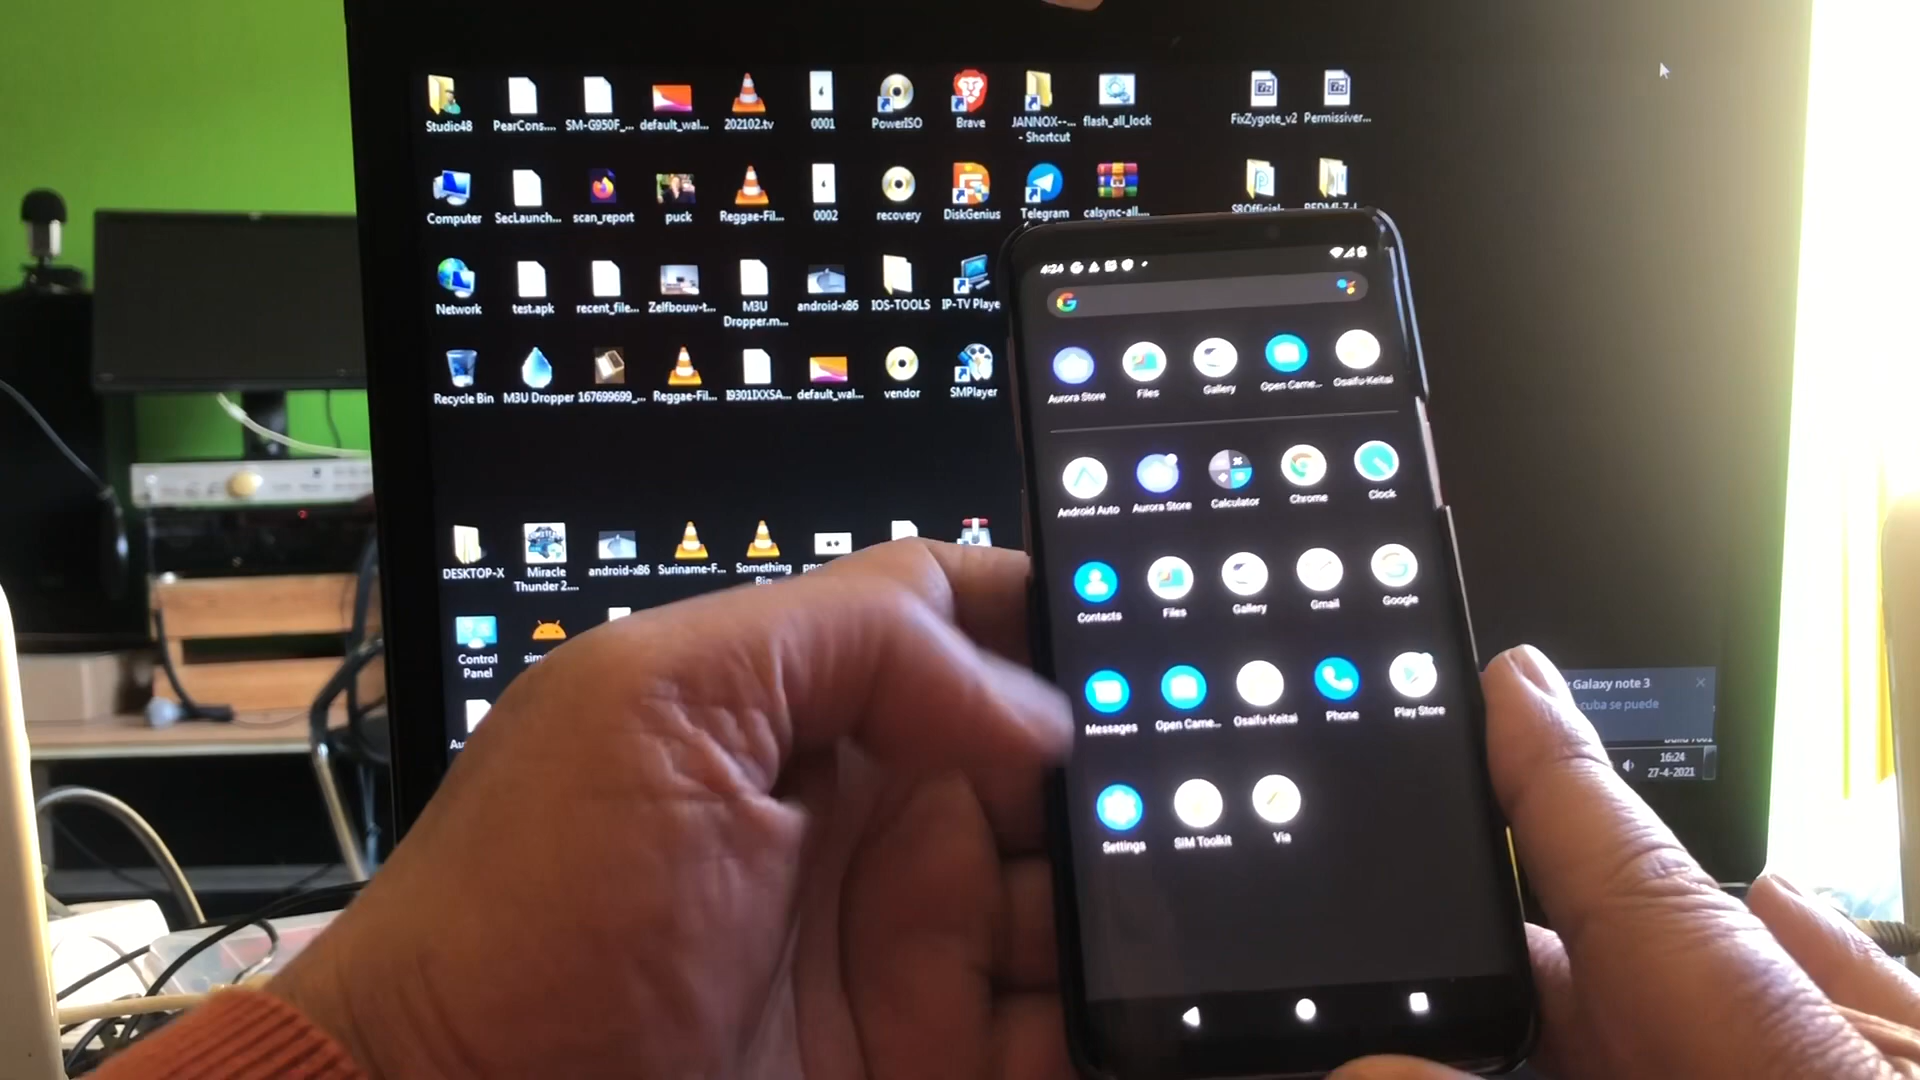 Studio48 PearCons.... SM-G950F_... default_wal... 202102.tv 0001 PowerISO Brave JANNOX--... flash_all_lock FixZygote_v2 Permissiver...
- Shortcut
Computer SecLaunch... scan_report puck Reggae-Fil... 0002 recovery DiskGenius Telegram calsync-all....
Network test.apk recent_file... Zelfbouw-t... M3U android-x86 IOS-TOOLS IP-TV Playe
Dropper.m...
Recycle Bin M3U Dropper 167699699_... Reggae-Fil... I9301IXXSA... default_wal... vendor SMPlayer
DESKTOP-X Miracle android-x86 Suriname-F... Something
Thunder 2....
Control
Panel
4:24
Aurora Store Files Gallery Open Came... Osaifu-Keitai
Android Auto Aurora Store Calculator Chrome Clock
Contacts Files Gallery Gmail Google
Messages Open Came... Osaifu-Keitai Phone Play Store
Settings SIM Toolkit Via
Galaxy note 3
cuba se puede
16:24
27-4-2021